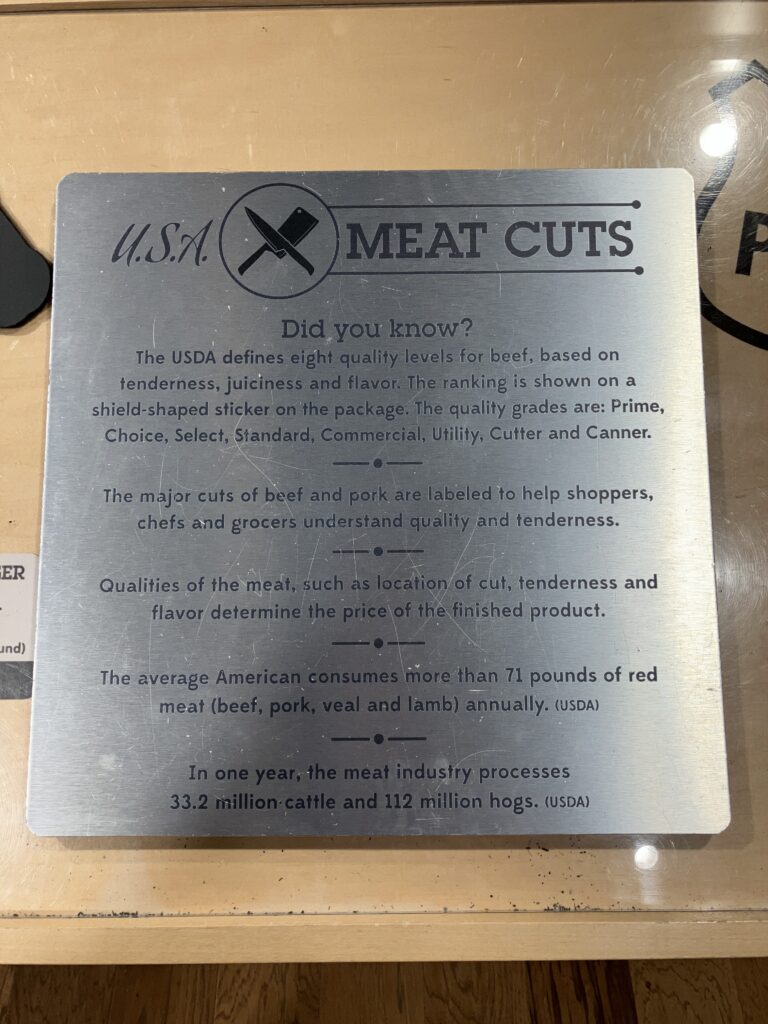 U.S.A. MEAT CUTS
Did you know?
The USDA defines eight quality levels for beef, based on
tenderness, juiciness and flavor. The ranking is shown on a
shield-shaped sticker on the package. The quality grades are: Prime,
Choice, Select, Standard, Commercial, Utility, Cutter and Canner.
The major cuts of beef and pork are labeled to help shoppers,
chefs and grocers understand quality and tenderness.
Qualities of the meat, such as location of cut, tenderness and
flavor determine the price of the finished product.
The average American consumes more than 71 pounds of red
meat (beef, pork, veal and lamb) annually. (USDA)
In one year, the meat industry processes
33.2 million cattle and 112 million hogs. (USDA)